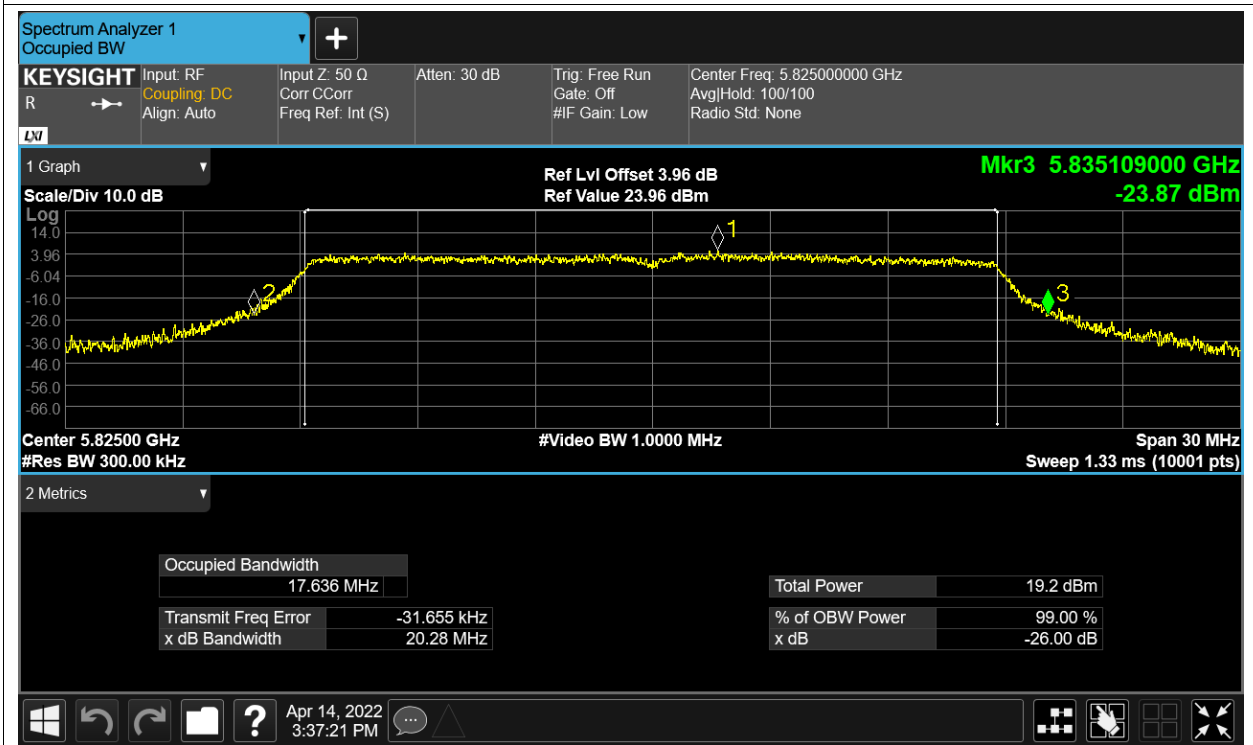 Spectrum Analyzer 1
Occupied BW
KEYSIGHT
R
LXI
Input: RF
Coupling: DC
Align: Auto
Input Z: 50 Ω
Corr CCorr
Freq Ref: Int (S)
Atten: 30 dB
Trig: Free Run
Gate: Off
#IF Gain: Low
Center Freq: 5.825000000 GHz
Avg|Hold: 100/100
Radio Std: None
1 Graph
Scale/Div 10.0 dB
Ref Lvl Offset 3.96 dB
Ref Value 23.96 dBm
Mkr3 5.835109000 GHz
-23.87 dBm
Log
14.0
3.96
-6.04
-16.0
-26.0
-36.0
-46.0
-56.0
-66.0
1
2
3
Center 5.82500 GHz
#Res BW 300.00 kHz
#Video BW 1.0000 MHz
Span 30 MHz
Sweep 1.33 ms (10001 pts)
2 Metrics
Occupied Bandwidth
17.636 MHz
Transmit Freq Error -31.655 kHz
x dB Bandwidth 20.28 MHz
Total Power 19.2 dBm
% of OBW Power 99.00 %
x dB -26.00 dB
?
Apr 14, 2022
3:37:21 PM